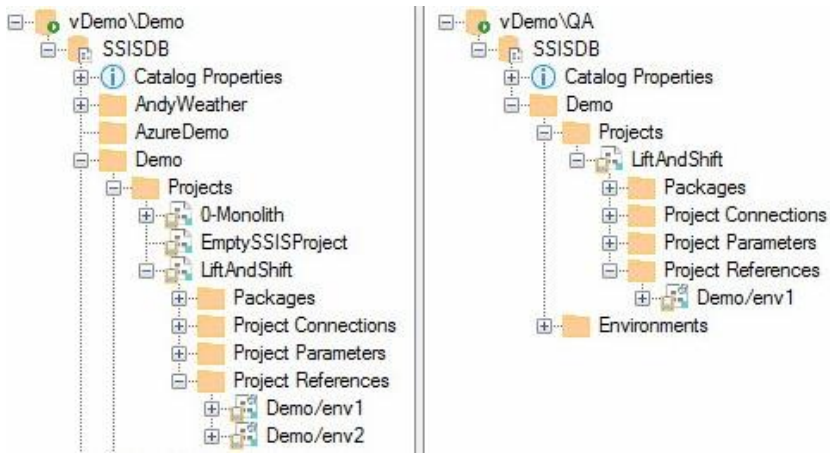 vDemo\Demo
SSISDB
Catalog Properties
AndyWeather
AzureDemo
Demo
Projects
0-Monolith
EmptySSISProject
LiftAndShift
Packages
Project Connections
Project Parameters
Project References
Demo/env1
Demo/env2
vDemo\QA
SSISDB
Catalog Properties
Demo
Projects
LiftAndShift
Packages
Project Connections
Project Parameters
Project References
Demo/env1
Environments